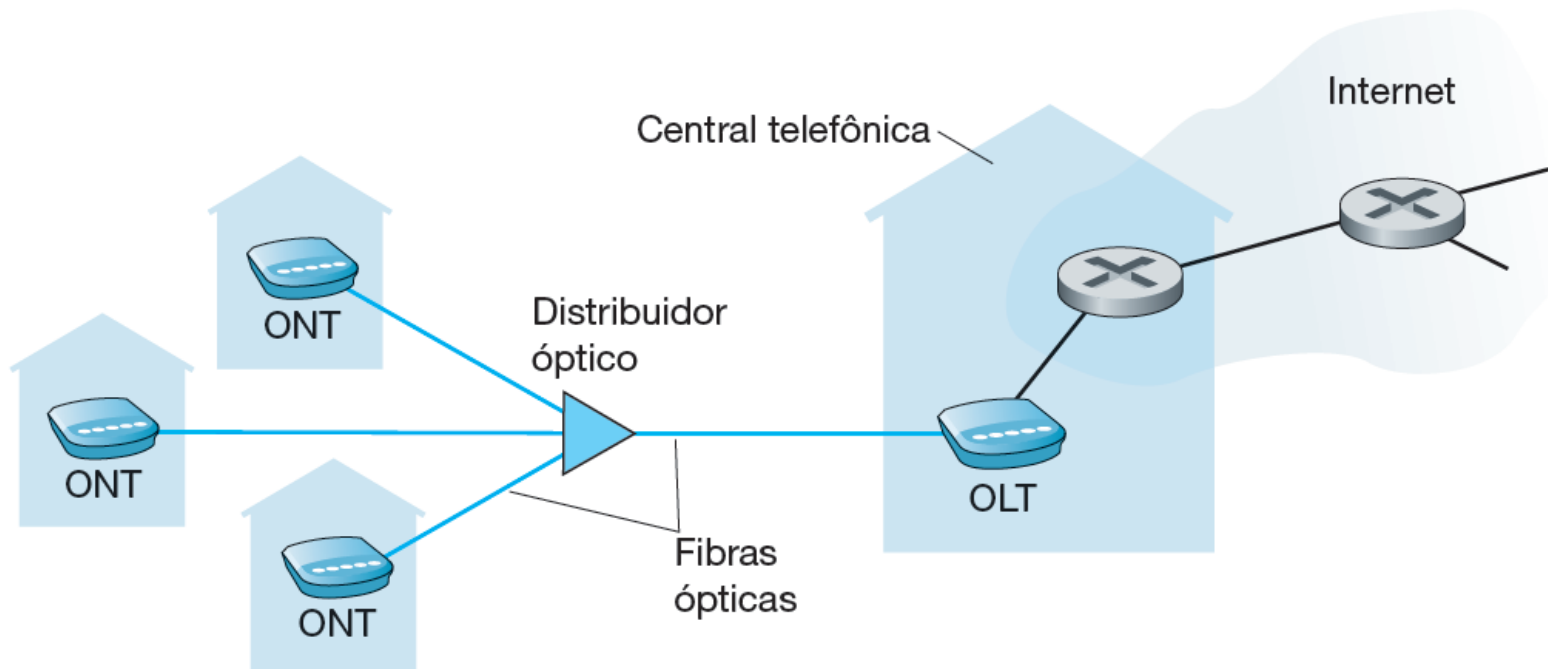 Internet
Central telefônica
Distribuidor
óptico
ONT
ONT
ONT
OLT
Fibras
ópticas